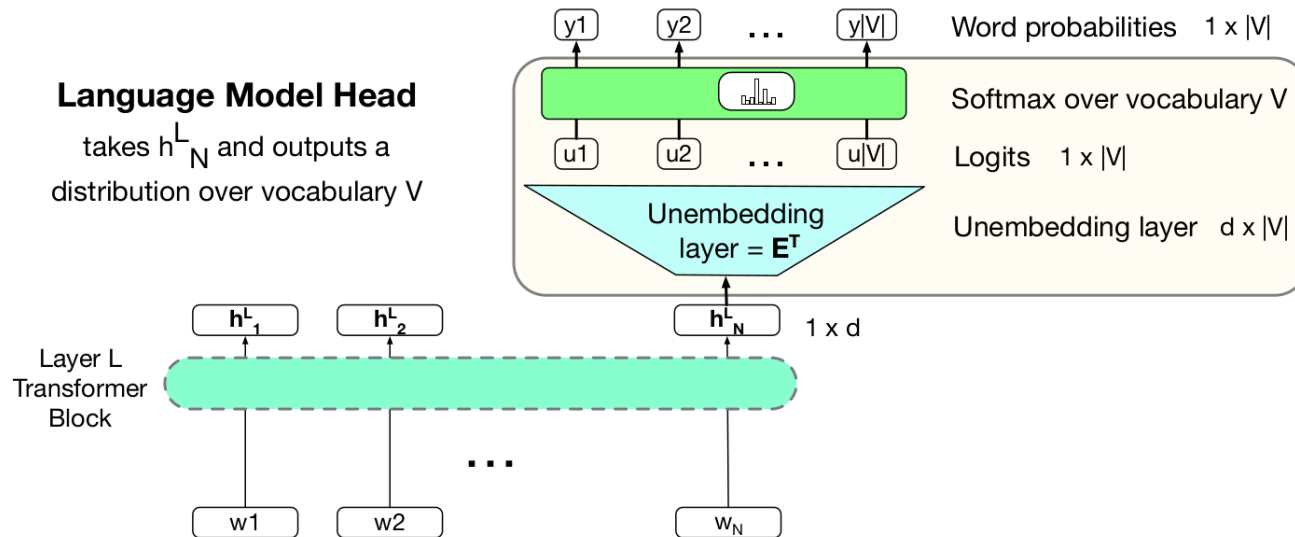 y1 y2 ... y|V| Word probabilities 1 x |V|
Language Model Head
takes h^L_N and outputs a
distribution over vocabulary V
Softmax over vocabulary V
u1 u2 ... u|V| Logits 1 x |V|
Unembedding
layer = E^T
Unembedding layer d x |V|
h^L_1 h^L_2 h^L_N 1 x d
Layer L
Transformer
Block
...
w1 w2 w_N